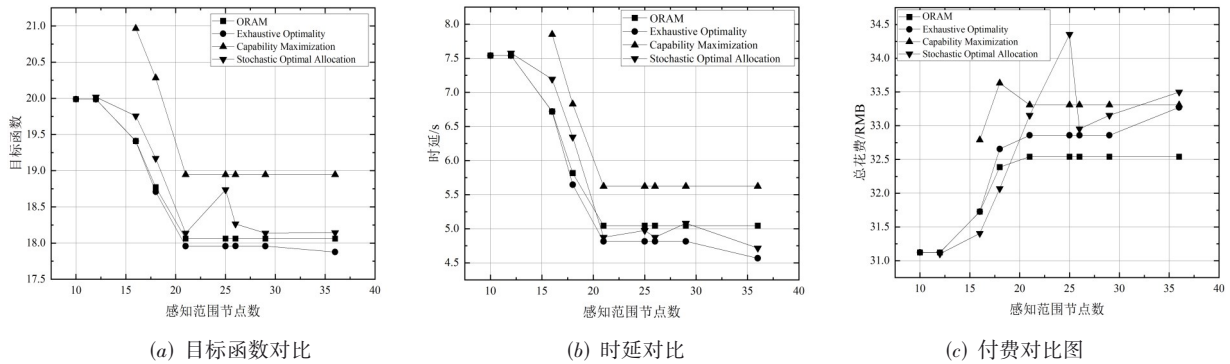 21.0
20.5
20.0
19.5
19.0
18.5
18.0
17.5
目标函数
ORAM
Exhaustive Optimality
Capability Maximization
Stochastic Optimal Allocation
10 15 20 25 30 35 40
感知范围节点数
(a) 目标函数对比
8.0
7.5
7.0
6.5
6.0
5.5
5.0
4.5
时延/s
ORAM
Exhaustive Optimality
Capability Maximization
Stochastic Optimal Allocation
10 15 20 25 30 35 40
感知范围节点数
(b) 时延对比
34.5
34.0
33.5
33.0
32.5
32.0
31.5
31.0
总花费/RMB
ORAM
Exhaustive Optimality
Capability Maximization
Stochastic Optimal Allocation
10 15 20 25 30 35 40
感知范围节点数
(c) 付费对比图